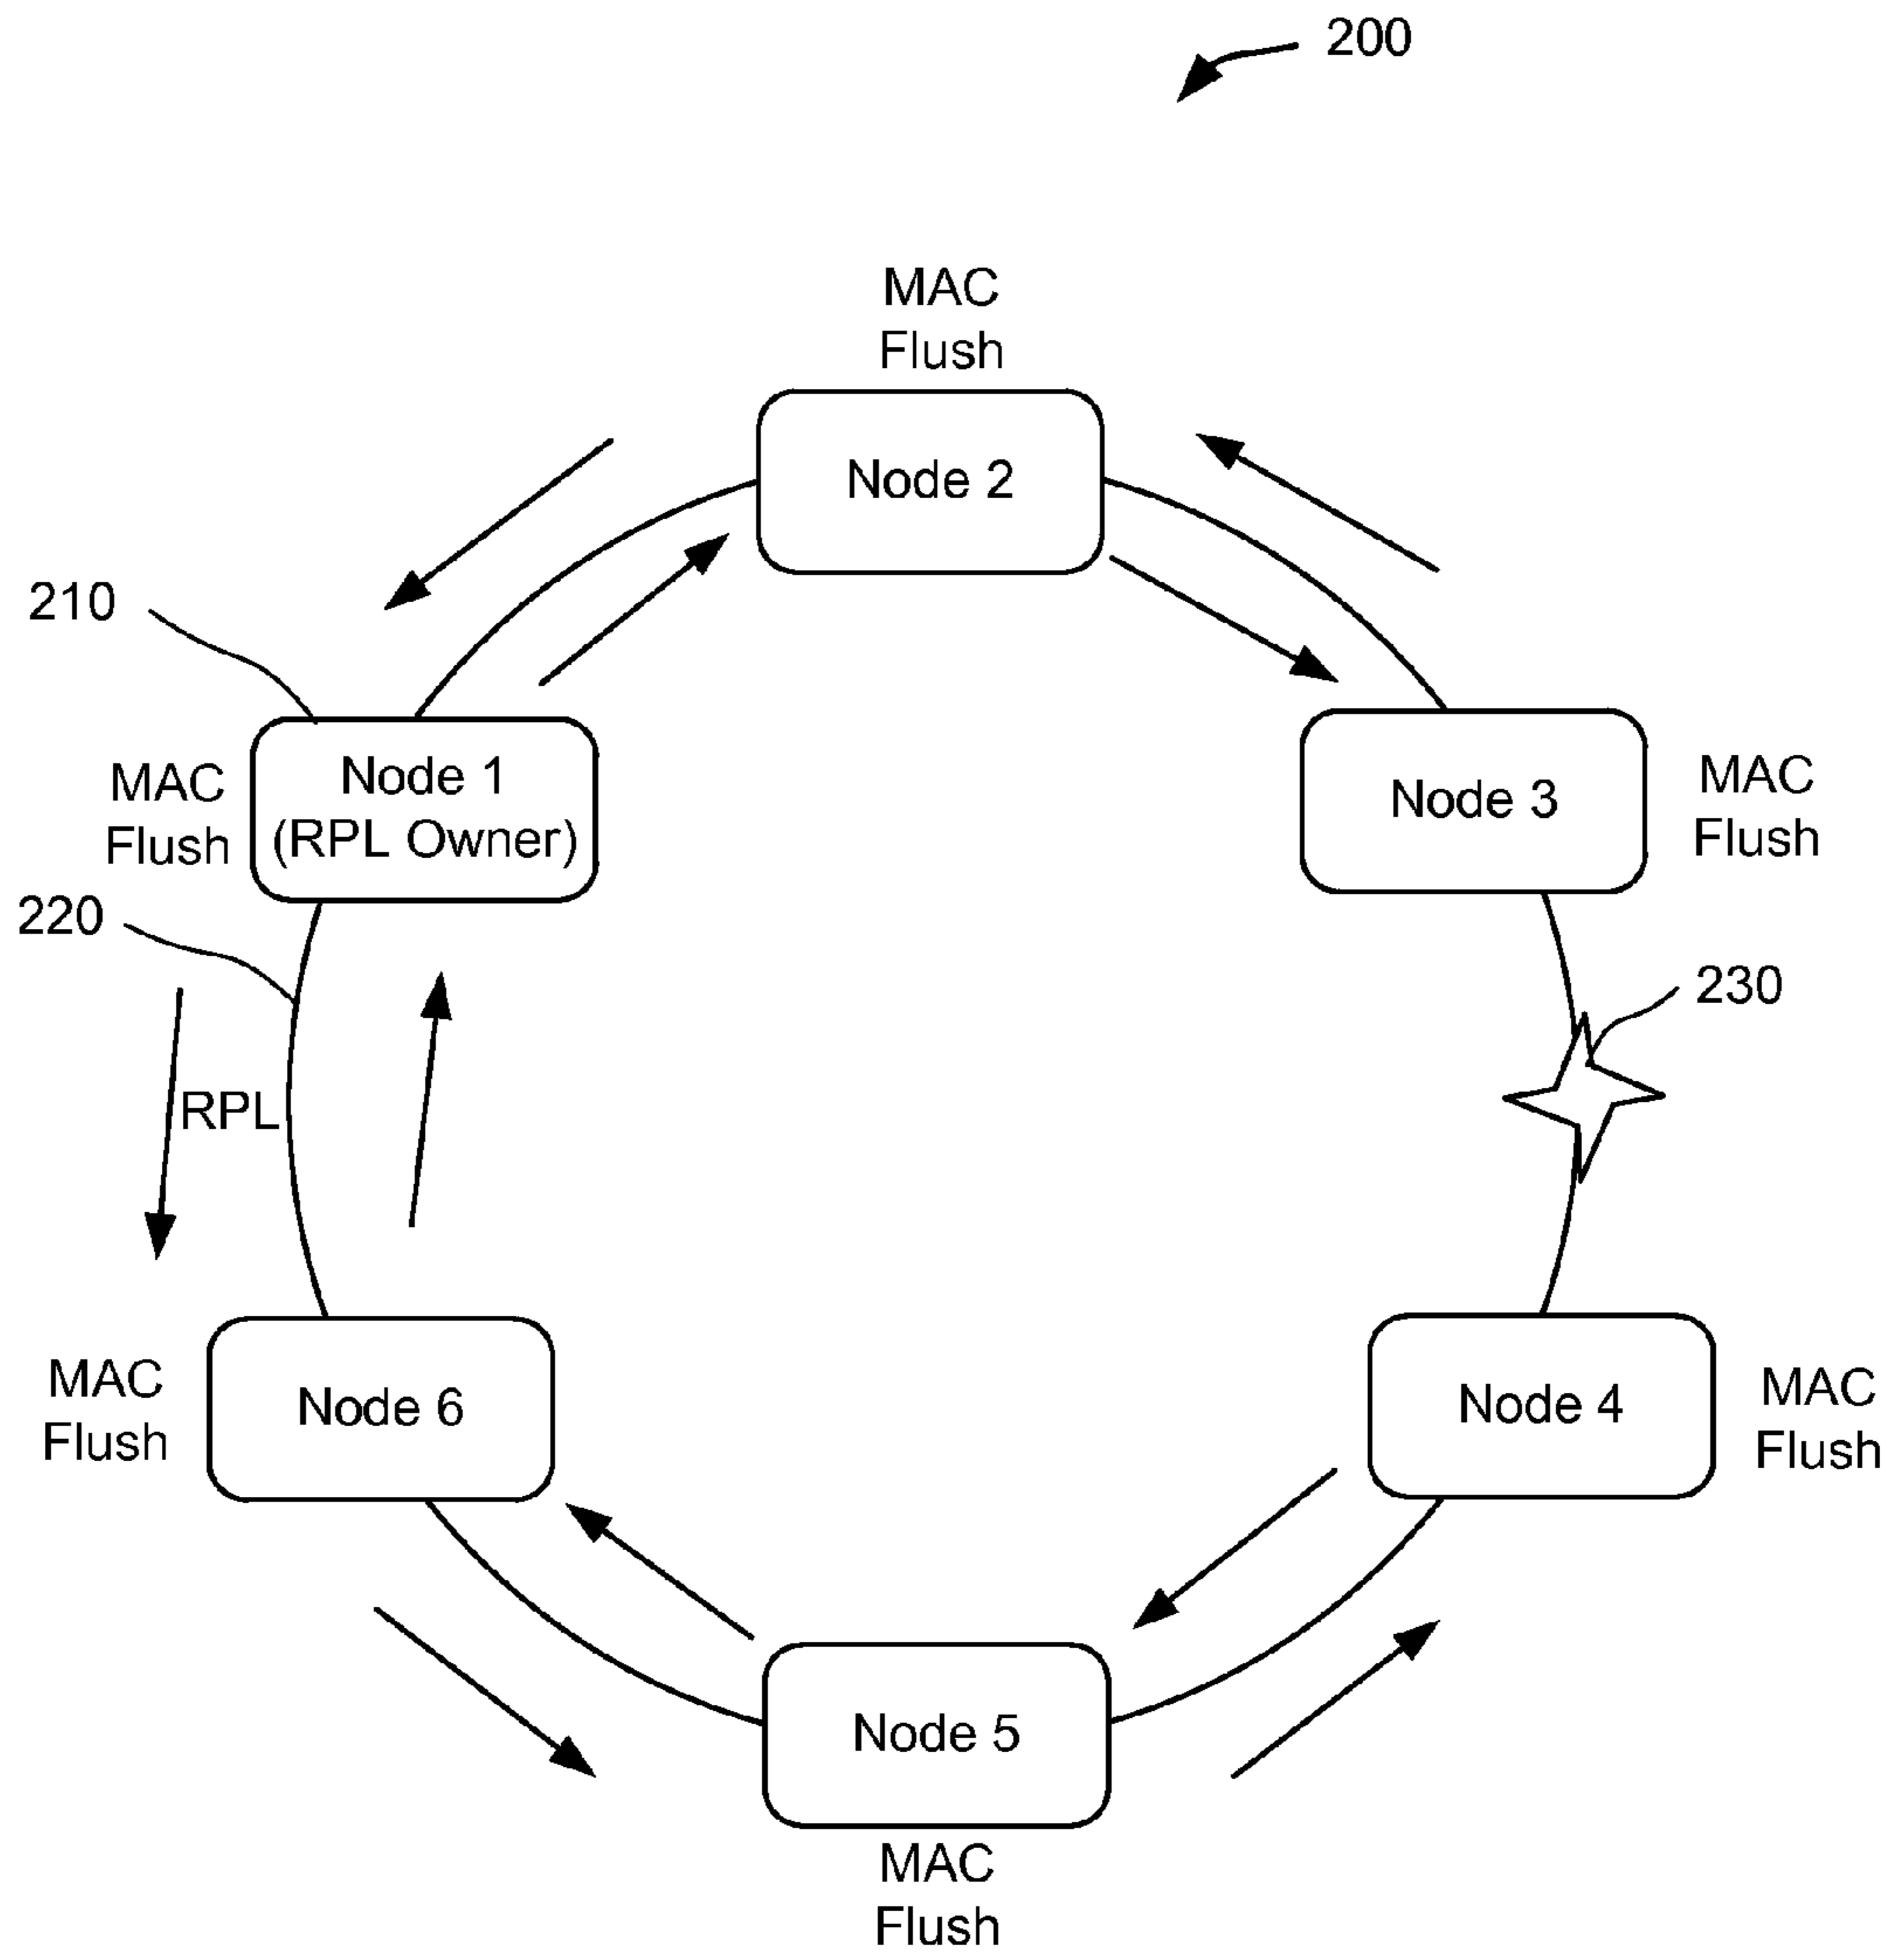 200
MAC
Flush
Node 2
210
MAC
Flush
Node 1
(RPL Owner)
Node 3
MAC
Flush
220
230
RPL
MAC
Flush
Node 6
Node 4
MAC
Flush
Node 5
MAC
Flush